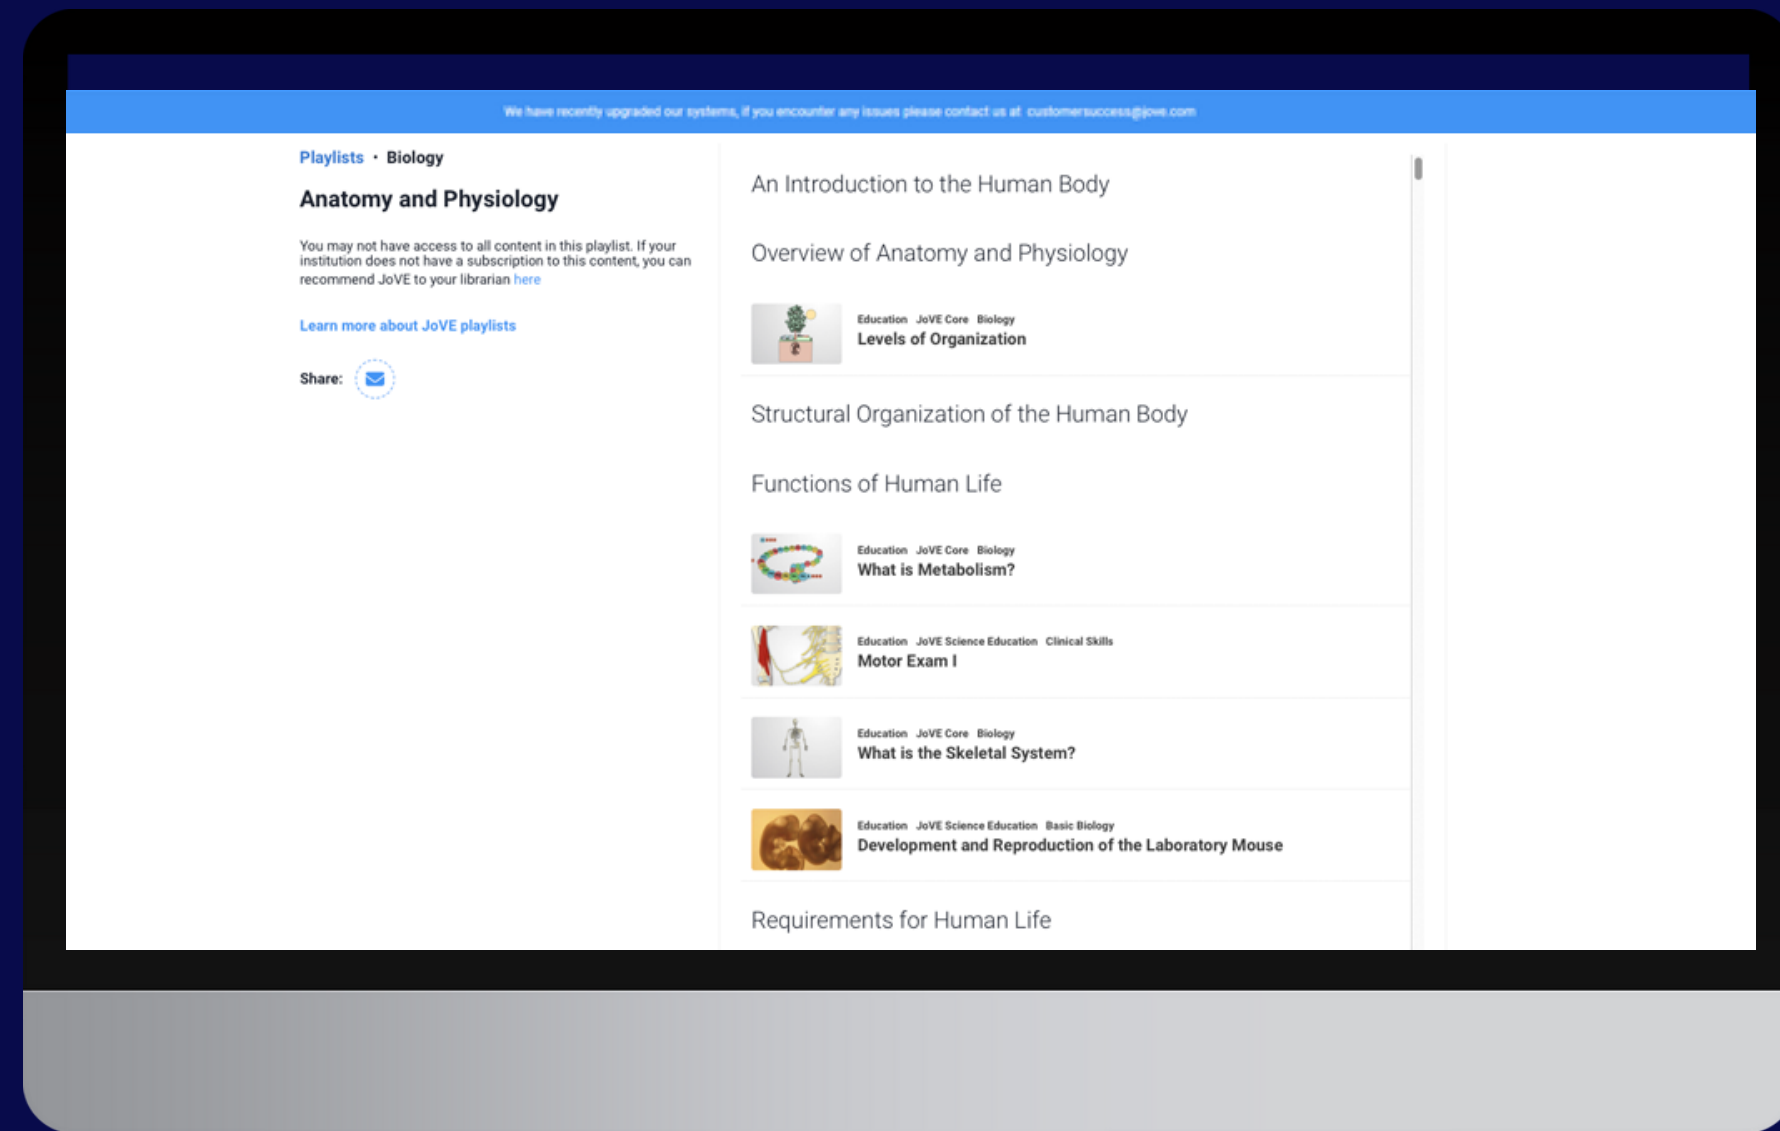 We have recently upgraded our systems, if you encounter any issues please contact us at customersuccess@jove.com
Playlists · Biology
Anatomy and Physiology
You may not have access to all content in this playlist. If your
institution does not have a subscription to this content, you can
recommend JoVE to your librarian here
Learn more about JoVE playlists
Share:
An Introduction to the Human Body
Overview of Anatomy and Physiology
Education JoVE Core Biology
Levels of Organization
Structural Organization of the Human Body
Functions of Human Life
Education JoVE Core Biology
What is Metabolism?
Education JoVE Science Education Clinical Skills
Motor Exam I
Education JoVE Core Biology
What is the Skeletal System?
Education JoVE Science Education Basic Biology
Development and Reproduction of the Laboratory Mouse
Requirements for Human Life